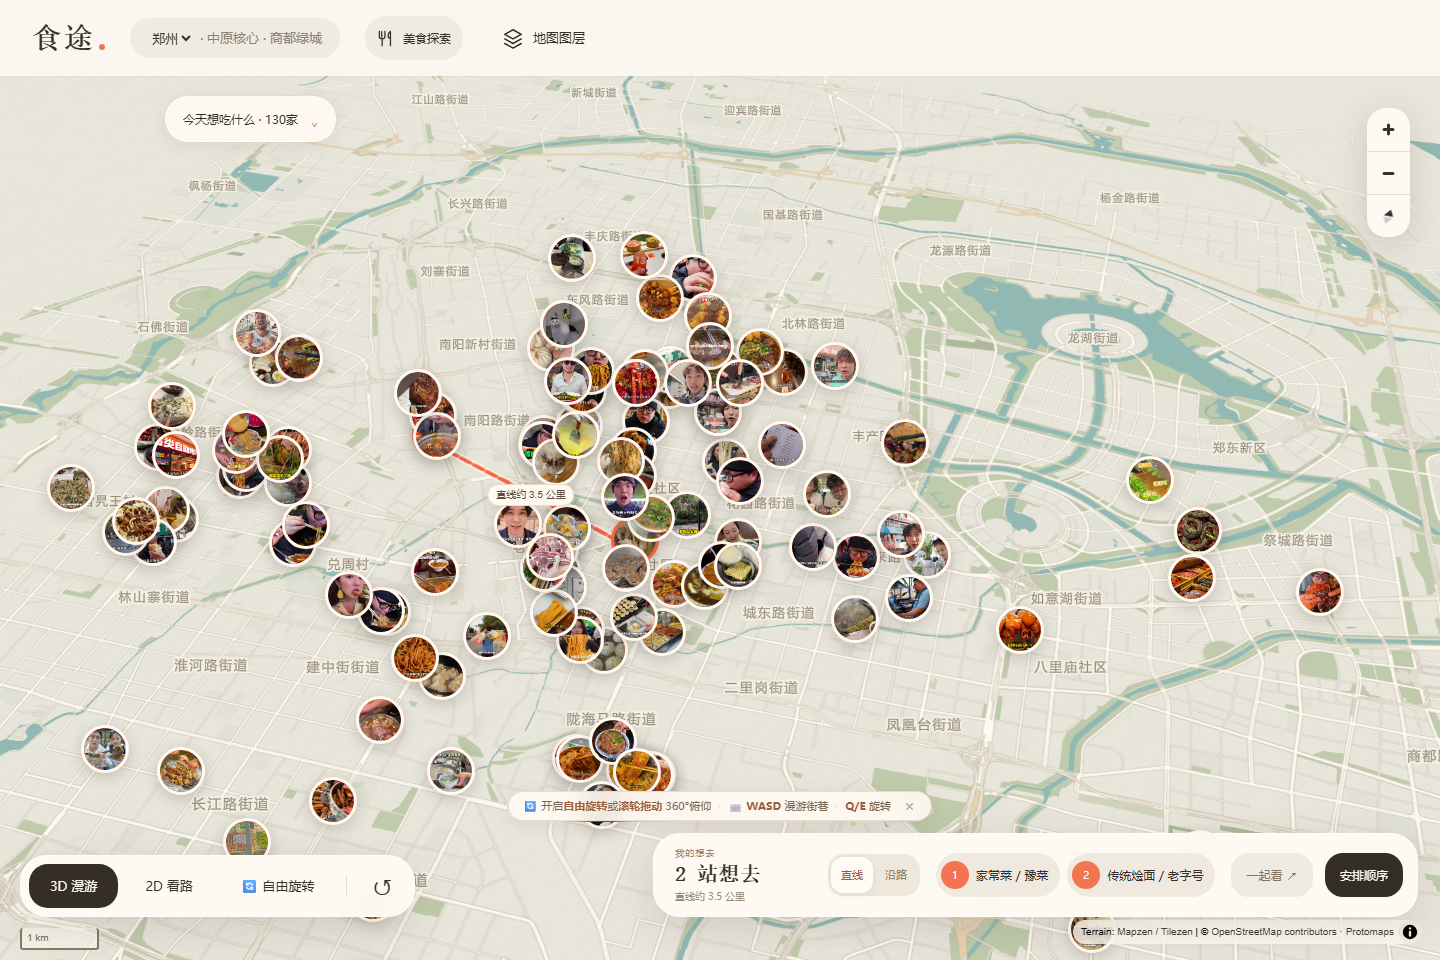 食途.
郑州 · 中原核心 · 商都绿城
美食探索
地图图层
今天想吃什么 · 130家
江山路街道
新城街道
迎宾路街道
枫杨街道
长兴路街道
国基路街道
杨金路街道
丰庆路街
龙源路街道
刘寨街道
东风路街道
石佛街道
北林路街道
南阳新村街道
龙湖街道
南阳路街道
岭路街
丰产
郑东新区
直线约 3.5 公里
社区
花园路街道
祭城路街道
兑周村
林山寨街道
城东路街道
如意湖街道
淮河路街道
建中街街道
二里岗街道
八里庙社区
陇海马路街道
凤凰台街道
商都
长江路街道
开启自由旋转或滚轮拖动 360°俯仰 · WASD 漫游街巷 · Q/E 旋转 ×
3D 漫游
2D 看路
自由旋转
道
我的想去
2 站想去
直线约 3.5 公里
直线
沿路
1 家常菜 / 豫菜
2 传统烩面 / 老字号
一起看 ↗
安排顺序
1 km
Terrain: Mapzen / Tilezen | © OpenStreetMap contributors · Protomaps